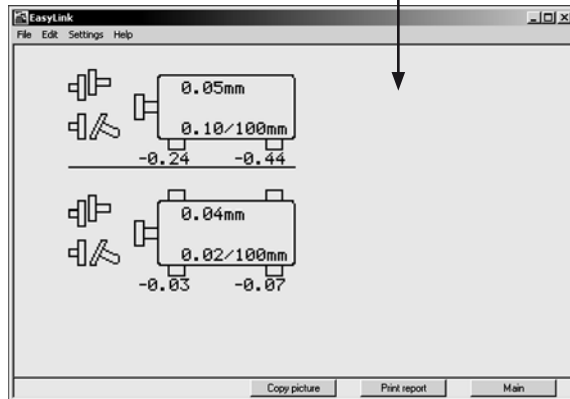 EasyLink
File Edit Settings Help
0.05mm
0.10/100mm
-0.24 -0.44
0.04mm
0.02/100mm
-0.03 -0.07
Copy picture Print report Main